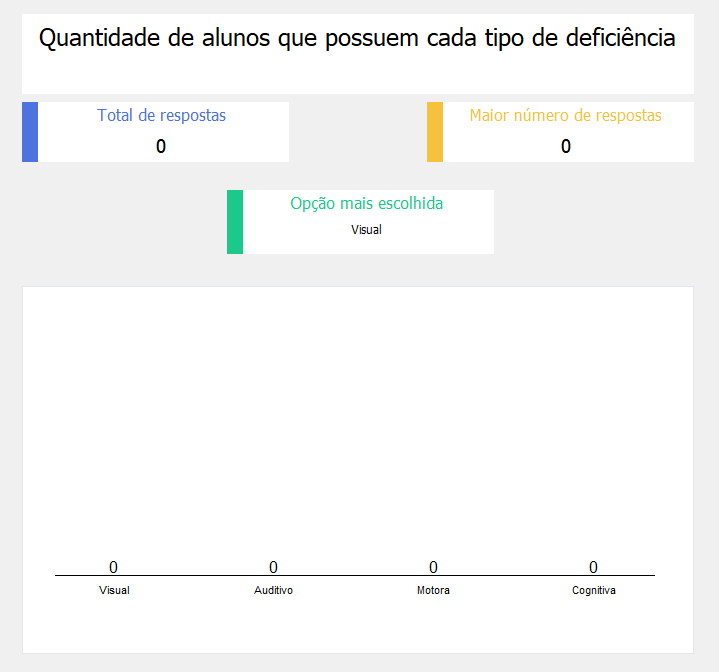 Quantidade de alunos que possuem cada tipo de deficiência
Total de respostas
0
Maior número de respostas
0
Opção mais escolhida
Visual
0 0 0 0
Visual Auditivo Motora Cognitiva